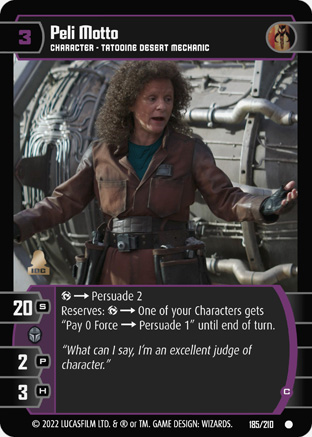 3 Peli Motto
CHARACTER - TATOOINE DESERT MECHANIC
20 S
→ Persuade 2
Reserves: → One of your Characters gets
"Pay 0 Force → Persuade 1" until end of turn.
2 P
"What can I say, I'm an excellent judge of
character."
3 H
C
© 2022 LUCASFILM LTD. & ® or TM. GAME DESIGN: WIZARDS. 185/210